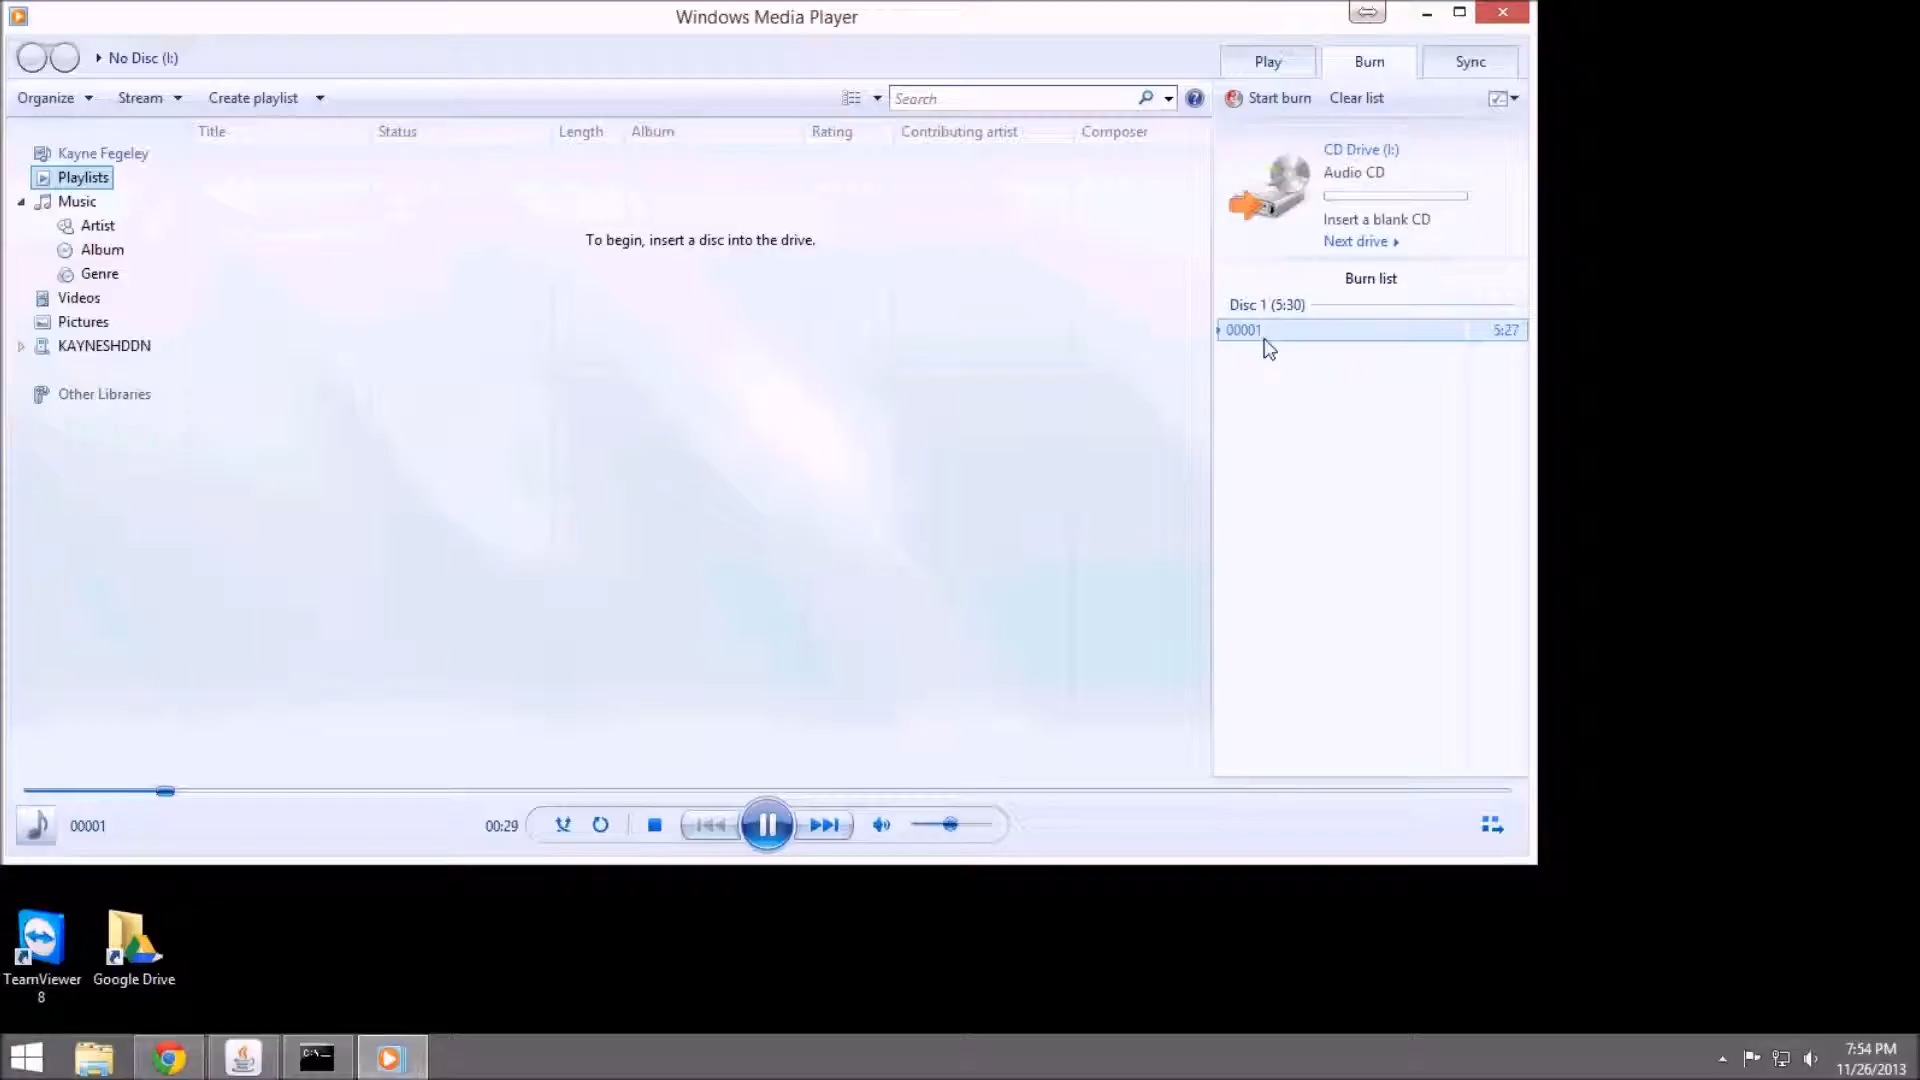 Windows Media Player
No Disc (I:)
Play Burn Sync
Organize Stream Create playlist
Search
Start burn Clear list
Title Status Length Album Rating Contributing artist Composer
Kayne Fegeley
Playlists
Music
Artist
Album
Genre
Videos
Pictures
KAYNESHDDN
Other Libraries
To begin, insert a disc into the drive.
CD Drive (I:)
Audio CD
Insert a blank CD
Next drive
Burn list
Disc 1 (5:30)
00001 5:27
00001
00:29
TeamViewer
8
Google Drive
C:\
7:54 PM
11/26/2013